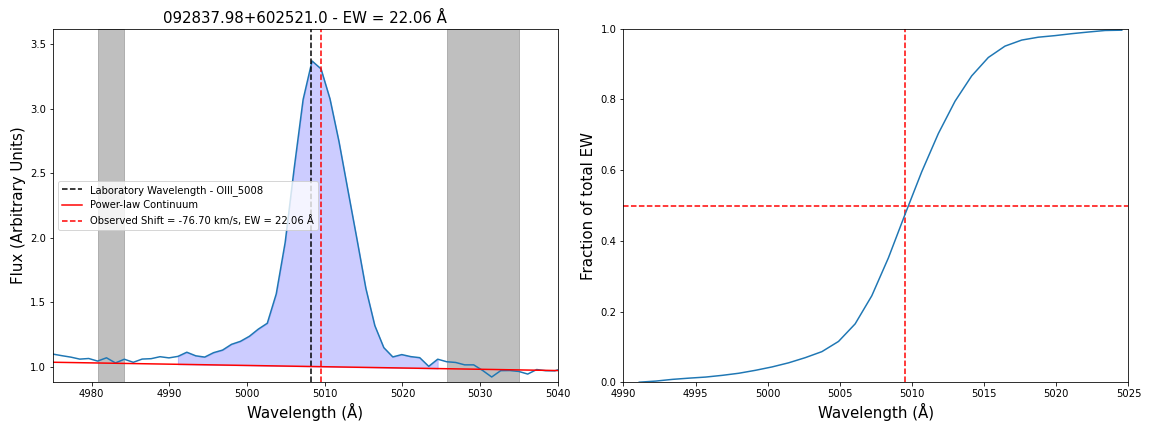 092837.98+602521.0 - EW = 22.06 Å
Flux (Arbitrary Units)
3.5
3.0
2.5
2.0
1.5
1.0
Laboratory Wavelength - OIII_5008
Power-law Continuum
Observed Shift = -76.70 km/s, EW = 22.06 Å
4980 4990 5000 5010 5020 5030 5040
Wavelength (Å)
Fraction of total EW
1.0
0.8
0.6
0.4
0.2
0.0
4990 4995 5000 5005 5010 5015 5020 5025
Wavelength (Å)